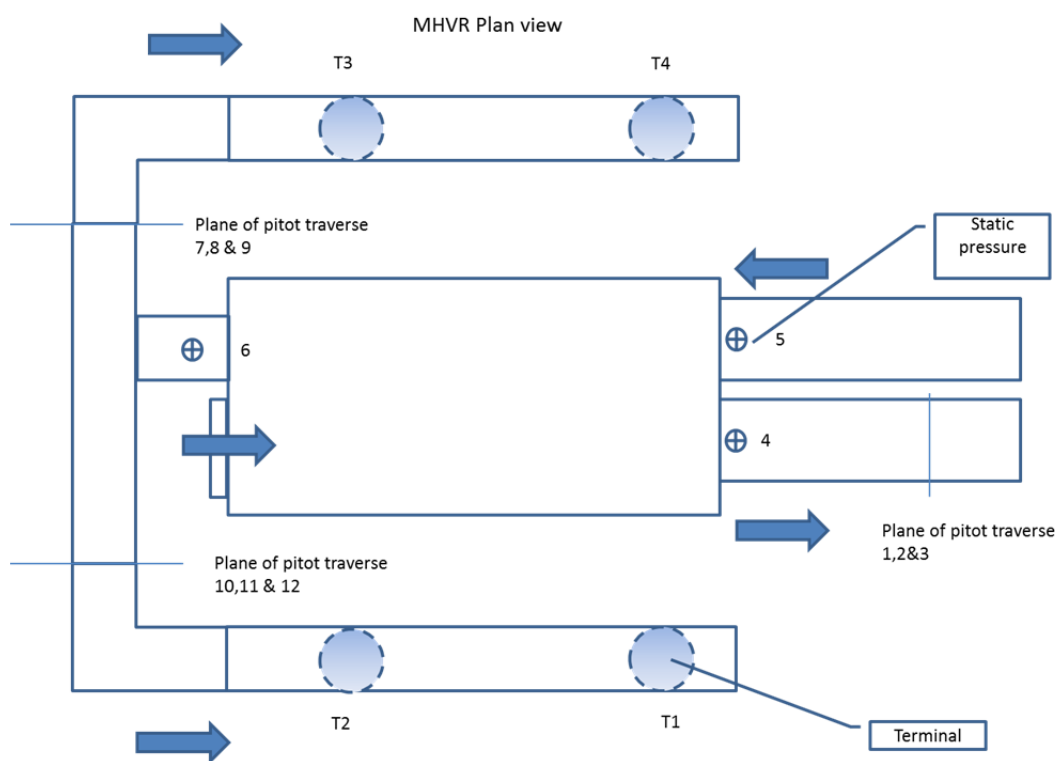 MHVR Plan view
T3
T4
Plane of pitot traverse
7,8 & 9
Static
pressure
6
5
4
Plane of pitot traverse
1,2&3
Plane of pitot traverse
10,11 & 12
T2
T1
Terminal